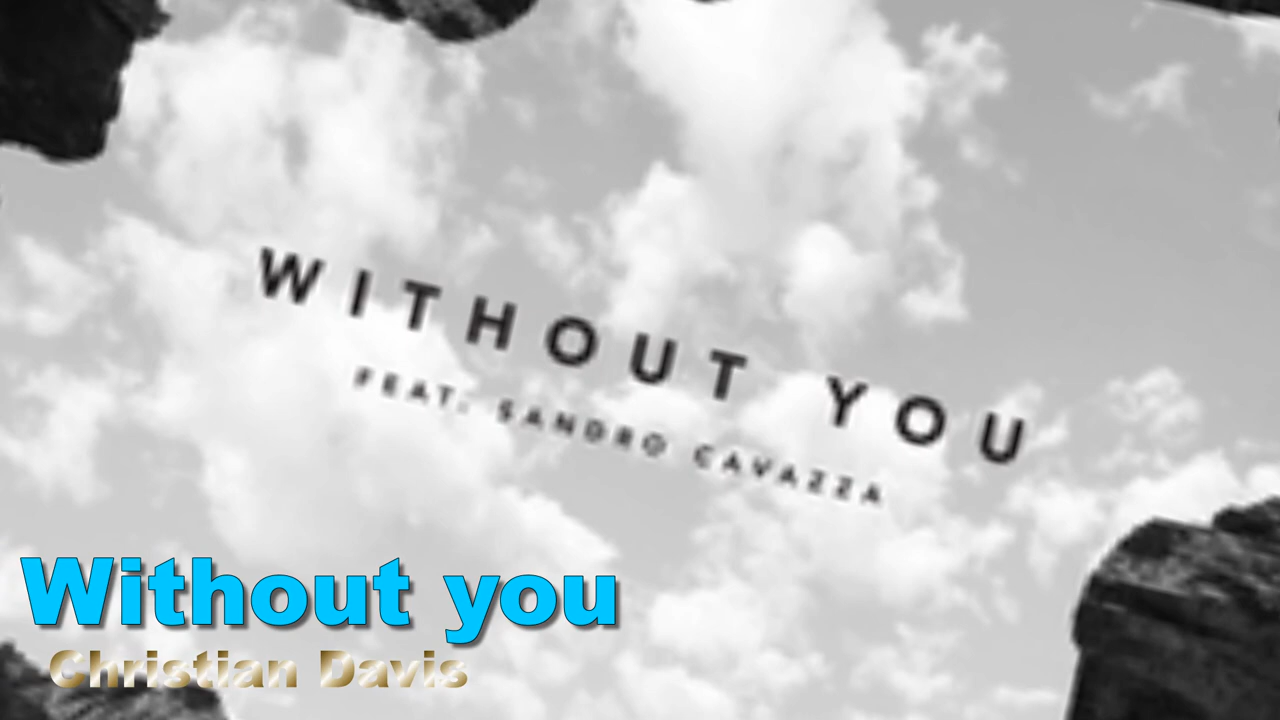 WITHOUT YOU
FEAT. SANDRO CAVAZZA
Without you
Christian Davis